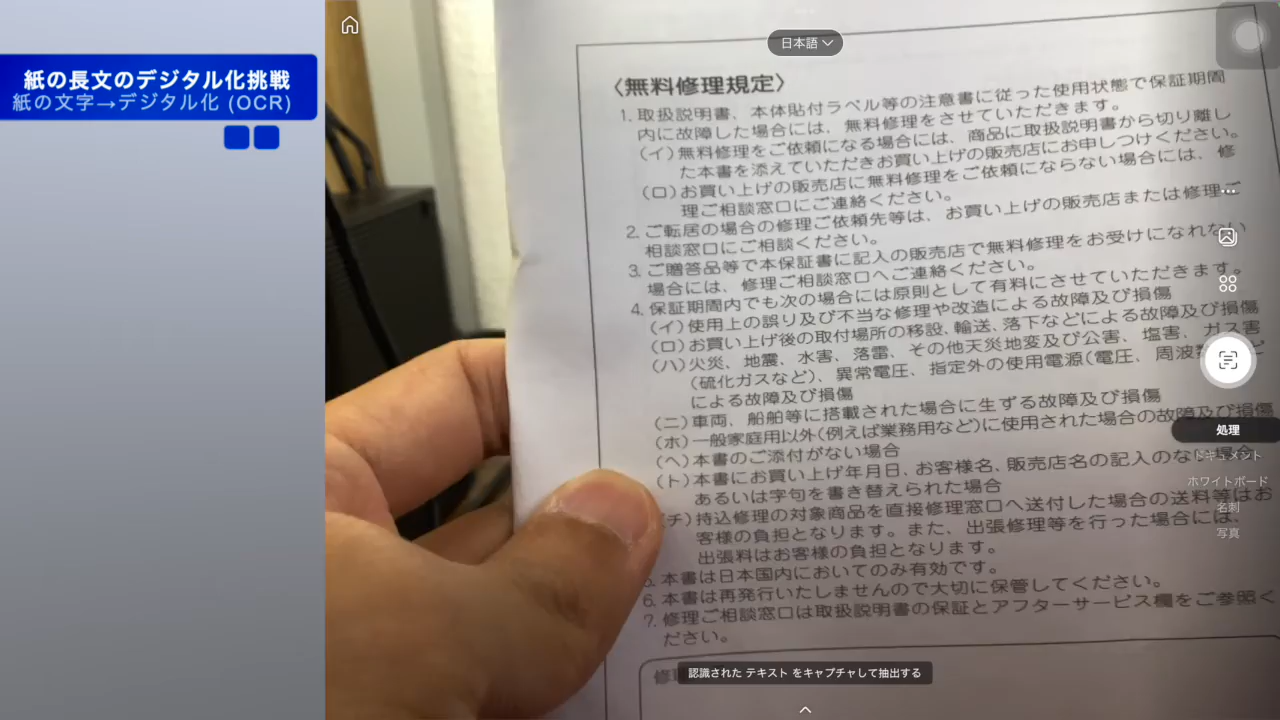 紙の長文のデジタル化挑戦
紙の文字→デジタル化 (OCR)
日本語
〈無料修理規定〉
1. 取扱説明書、本体貼付ラベル等の注意書に従った使用状態で保証期間
内に故障した場合には、無料修理をさせていただきます。
(イ) 無料修理をご依頼になる場合には、商品に取扱説明書から切り離し
た本書を添えていただきお買い上げの販売店にお申しつけください。
(ロ) お買い上げの販売店に無料修理をご依頼にならない場合には、修
理ご相談窓口にご連絡ください。
2. ご転居の場合の修理ご依頼先等は、お買い上げの販売店または修理ご
相談窓口にご相談ください。
3. ご贈答品等で本保証書に記入の販売店で無料修理をお受けになれない
場合には、修理ご相談窓口へご連絡ください。
4. 保証期間内でも次の場合には原則として有料にさせていただきます。
(イ) 使用上の誤り及び不当な修理や改造による故障及び損傷
(ロ) お買い上げ後の取付場所の移設、輸送、落下などによる故障及び損傷
(ハ) 火災、地震、水害、落雷、その他天災地変及び公害、塩害、ガス害
(硫化ガスなど)、異常電圧、指定外の使用電源(電圧、周波
による故障及び損傷
(ニ) 車両、船舶等に搭載された場合に生ずる故障及び損傷
(ホ) 一般家庭用以外(例えば業務用など)に使用された場合の故障及び損傷
(ヘ) 本書のご添付がない場合
(ト) 本書にお買い上げ年月日、お客様名、販売店名の記入のない場合
あるいは字句を書き替えられた場合
(チ) 持込修理の対象商品を直接修理窓口へ送付した場合の送料等はお
客様の負担となります。また、出張修理等を行った場合には、
出張料はお客様の負担となります。
5. 本書は日本国内においてのみ有効です。
6. 本書は再発行いたしませんので大切に保管してください。
7. 修理ご相談窓口は取扱説明書の保証とアフターサービス欄をご参照く
ださい。
修
処理
ドキュメント
ホワイトボード
名刺
写真
認識された テキスト をキャプチャして抽出する